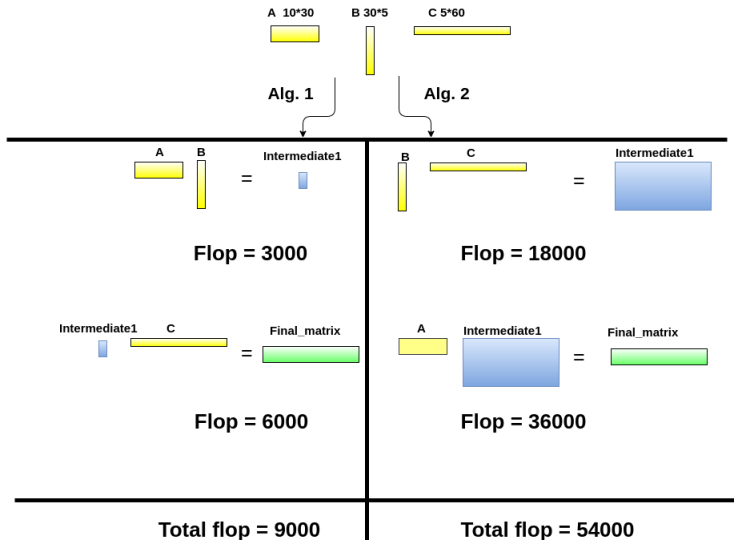 A 10*30 B 30*5 C 5*60
Alg. 1 Alg. 2
A B Intermediate1
=
Flop = 3000
Intermediate1 C Final_matrix
=
Flop = 6000
Total flop = 9000
B C Intermediate1
=
Flop = 18000
A Intermediate1 Final_matrix
=
Flop = 36000
Total flop = 54000